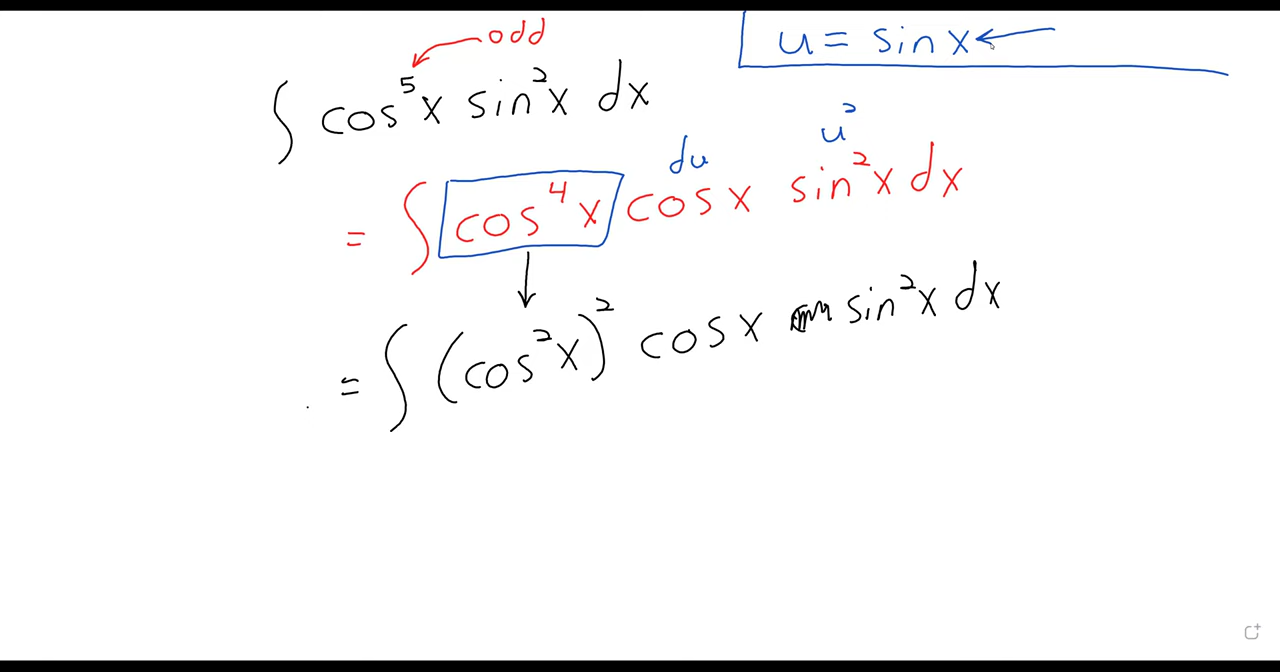 odd
u = sin x
∫ cos⁵x sin²x dx
du u²
= ∫ cos⁴x cos x sin²x dx
= ∫ (cos²x)² cos x sin²x dx